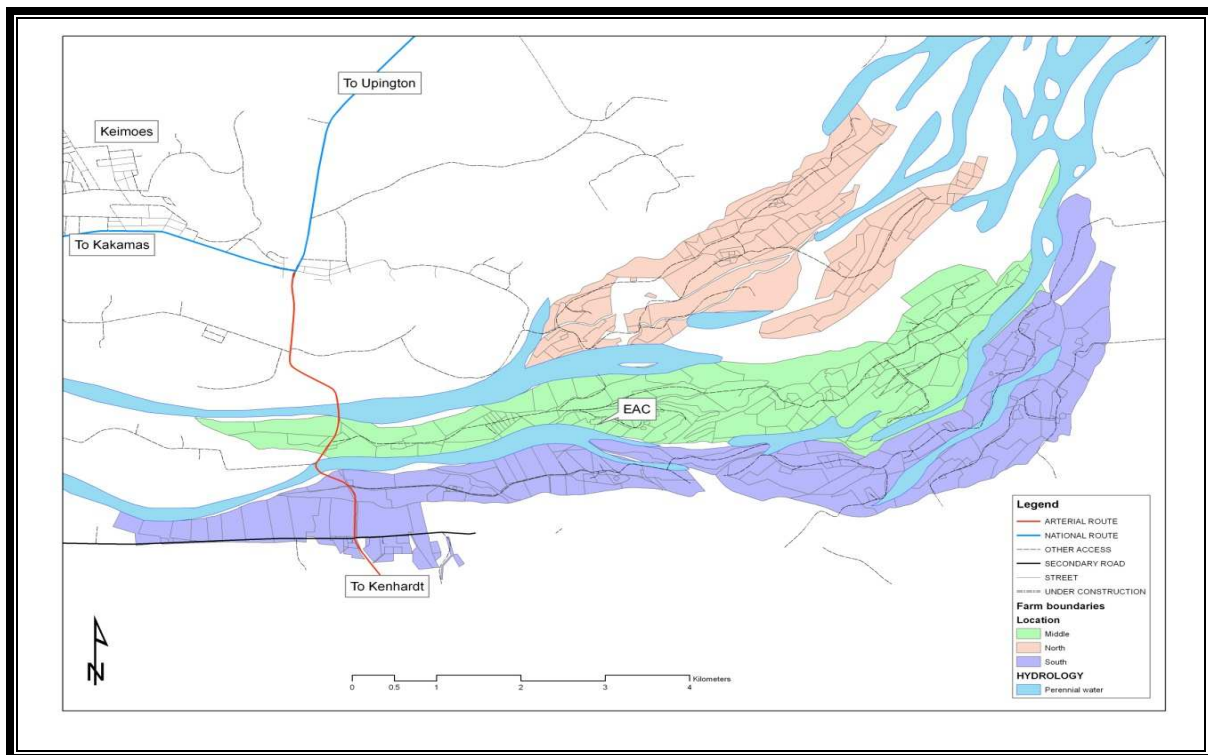 To Upington
Keimoes
To Kakamas
EAC
To Kenhardt
Legend
ARTERIAL ROUTE
NATIONAL ROUTE
OTHER ACCESS
SECONDARY ROAD
STREET
UNDER CONSTRUCTION
Farm boundaries
Location
Middle
North
South
HYDROLOGY
Perennial water
N
Kilometers
0 0.5 1 2 3 4